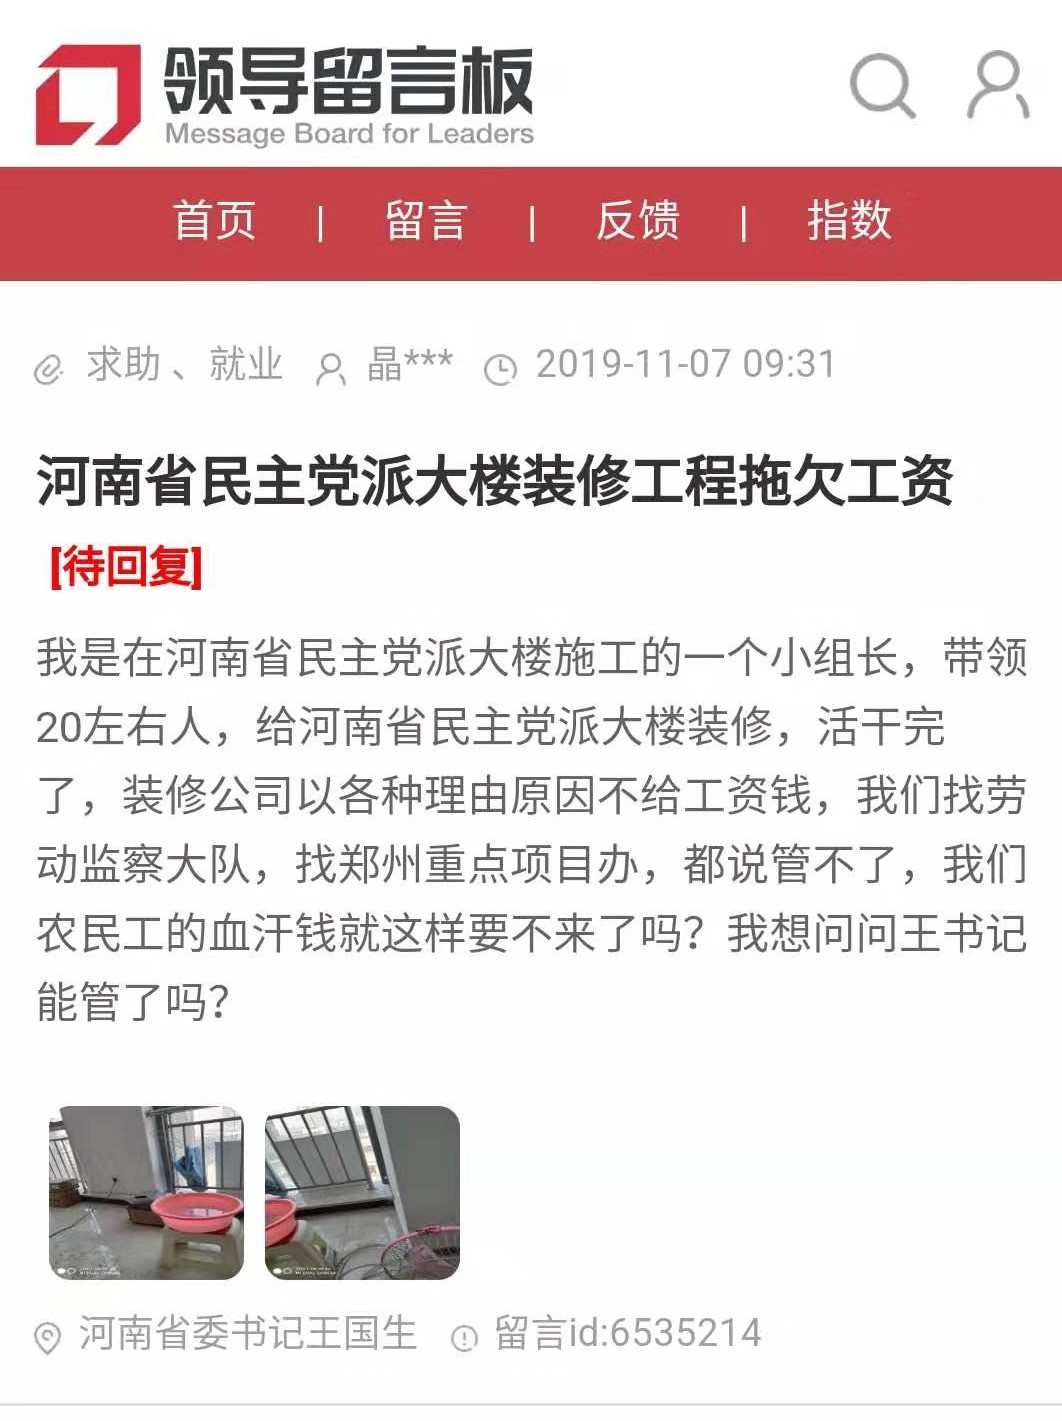 领导留言板
Message Board for Leaders
首页 | 留言 | 反馈 | 指数
求助、就业 晶*** 2019-11-07 09:31
河南省民主党派大楼装修工程拖欠工资
[待回复]
我是在河南省民主党派大楼施工的一个小组长，带领
20左右人，给河南省民主党派大楼装修，活干完
了，装修公司以各种理由原因不给工资钱，我们找劳
动监察大队，找郑州重点项目办，都说管不了，我们
农民工的血汗钱就这样要不来了吗？我想问问王书记
能管了吗？
河南省委书记王国生 留言id:6535214